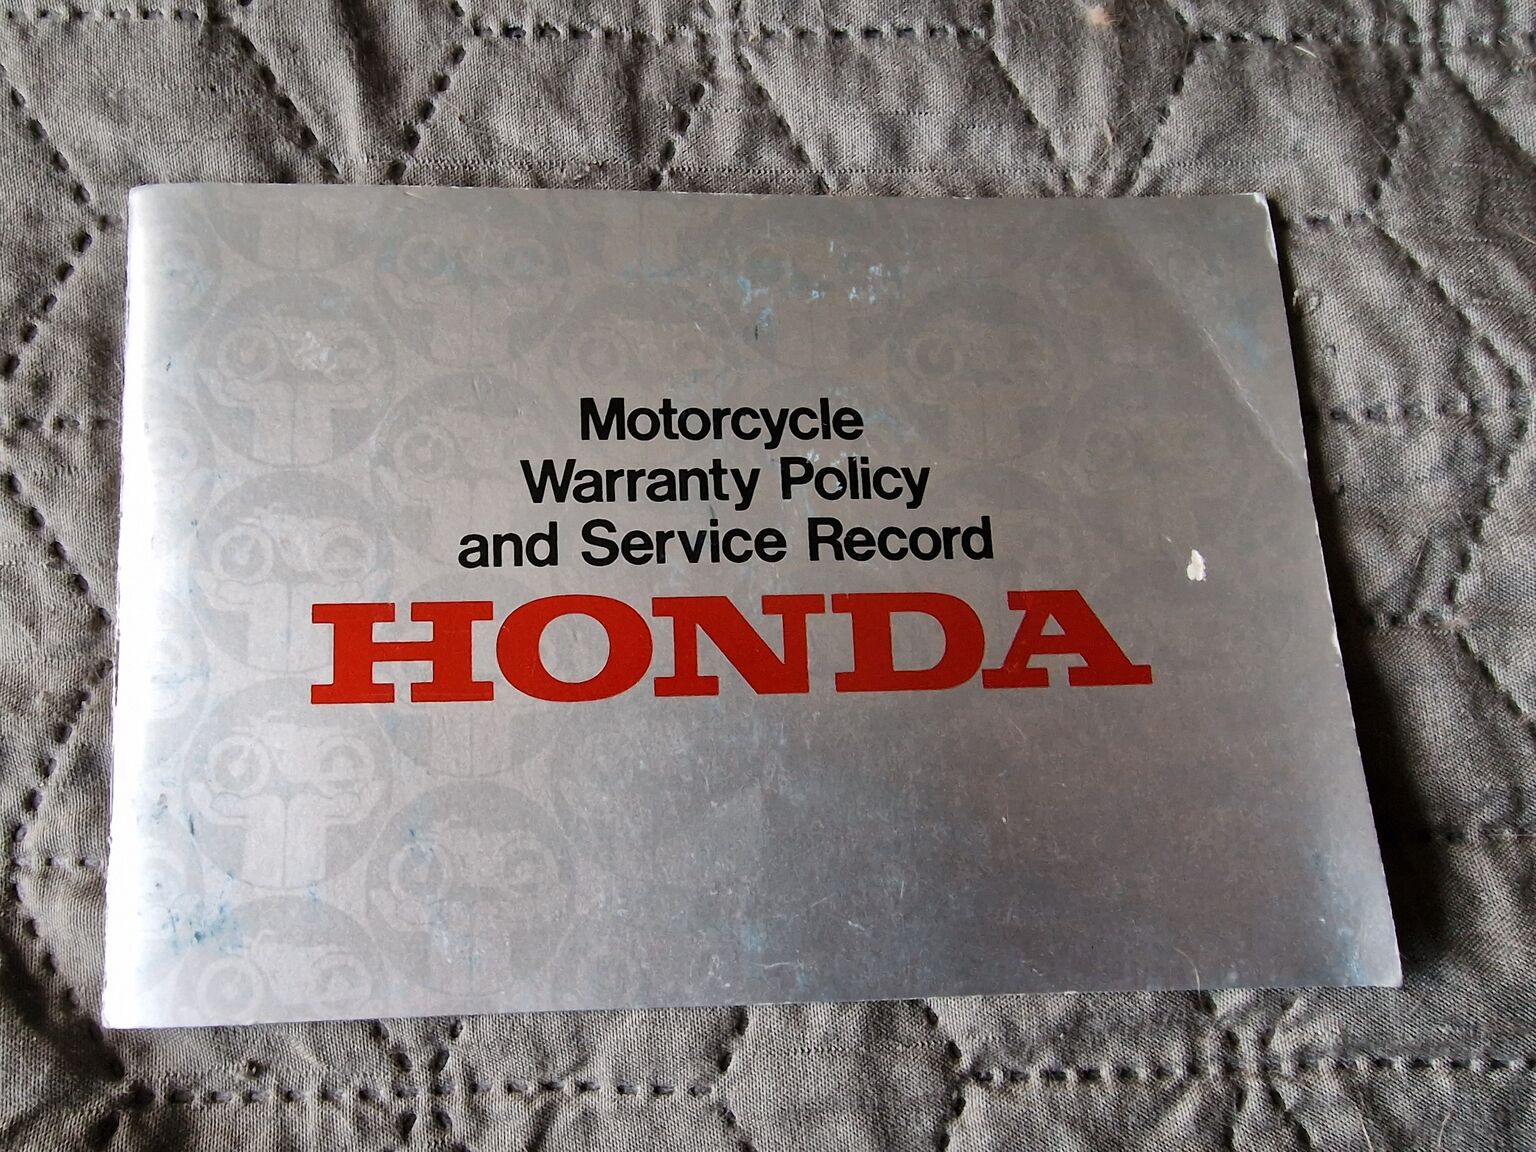 Motorcycle
Warranty Policy
and Service Record
HONDA